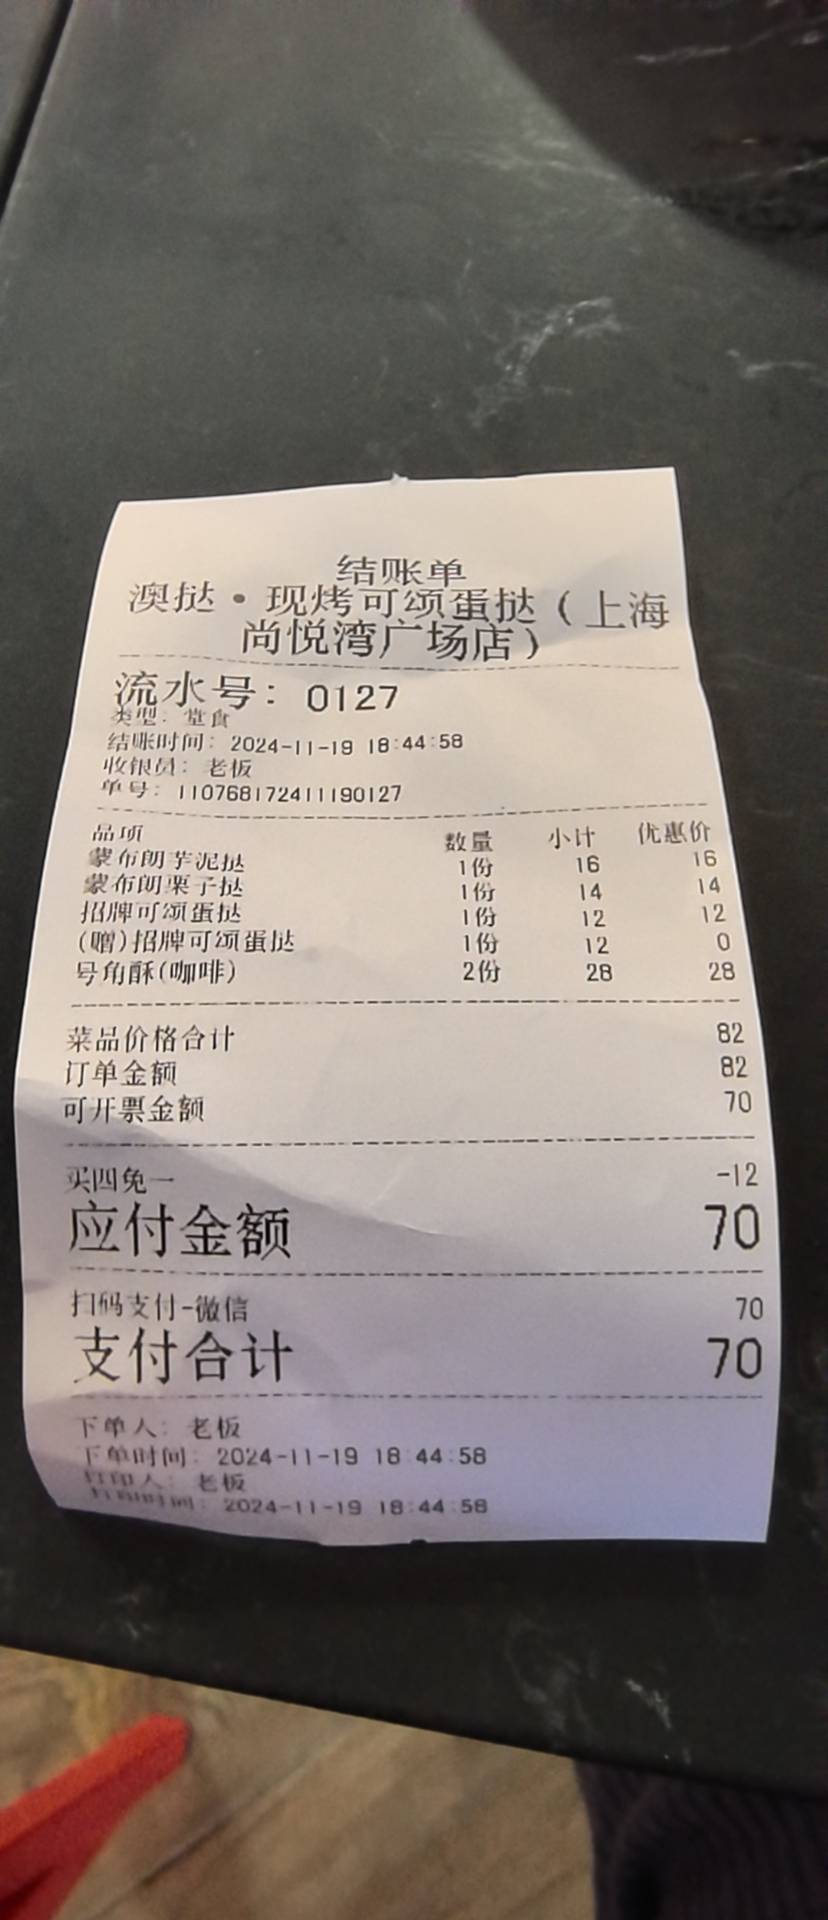 结账单
澳挞·现烤可颂蛋挞（上海
尚悦湾广场店）
流水号：0127
类型：堂食
结账时间：2024-11-19 18:44:58
收银员：老板
单号：110768172411190127
品项 数量 小计 优惠价
蒙布朗芋泥挞 1份 16 16
蒙布朗栗子挞 1份 14 14
招牌可颂蛋挞 1份 12 12
(赠)招牌可颂蛋挞 1份 12 0
号角酥(咖啡) 2份 28 28
菜品价格合计 82
订单金额 82
可开票金额 70
买四免一 -12
应付金额 70
扫码支付-微信 70
支付合计 70
下单人：老板
下单时间：2024-11-19 18:44:58
打印人：老板
打印时间：2024-11-19 18:44:58